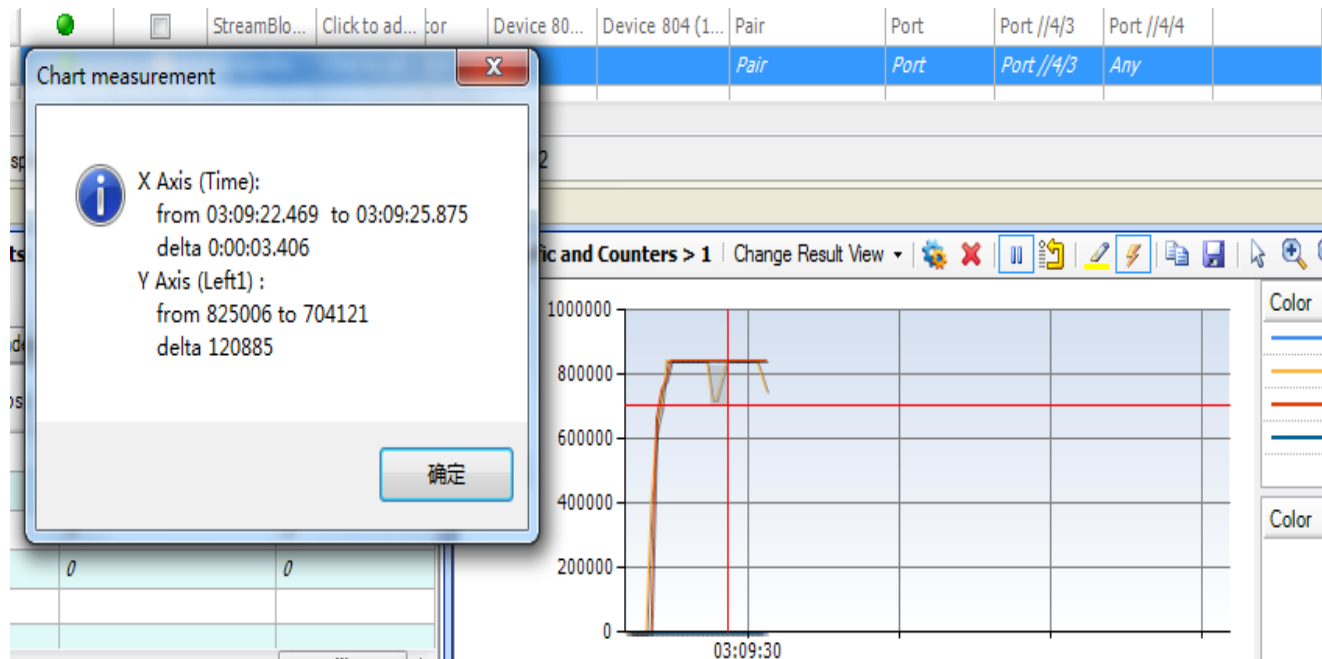 StreamBlo... Click to ad... tor Device 80... Device 804 (1... Pair Port Port //4/3 Port //4/4
Pair Port Port //4/3 Any
Chart measurement
X Axis (Time):
from 03:09:22.469 to 03:09:25.875
delta 0:00:03.406
Y Axis (Left1) :
from 825006 to 704121
delta 120885
确定
2
ic and Counters > 1 Change Result View
Color
1000000
800000
600000
400000
200000
0
03:09:30
Color
0 0